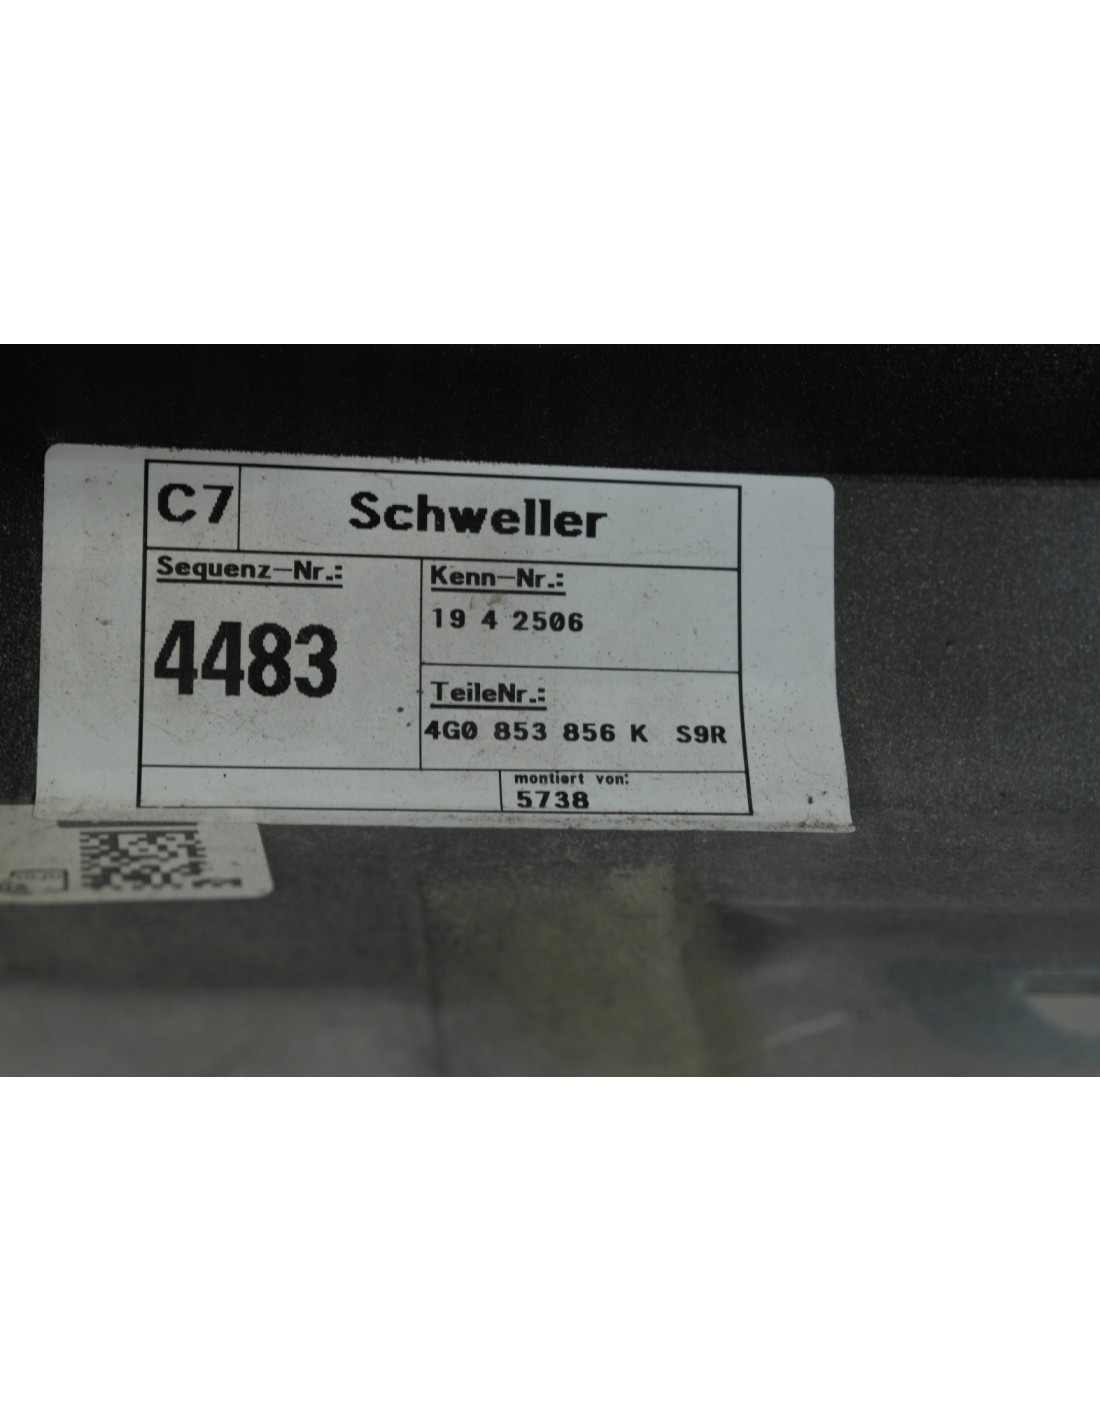 C7 Schweller
Sequenz-Nr.:
4483
Kenn-Nr.:
19 4 2506
TeileNr.:
4G0 853 856 K S9R
montiert von:
5738